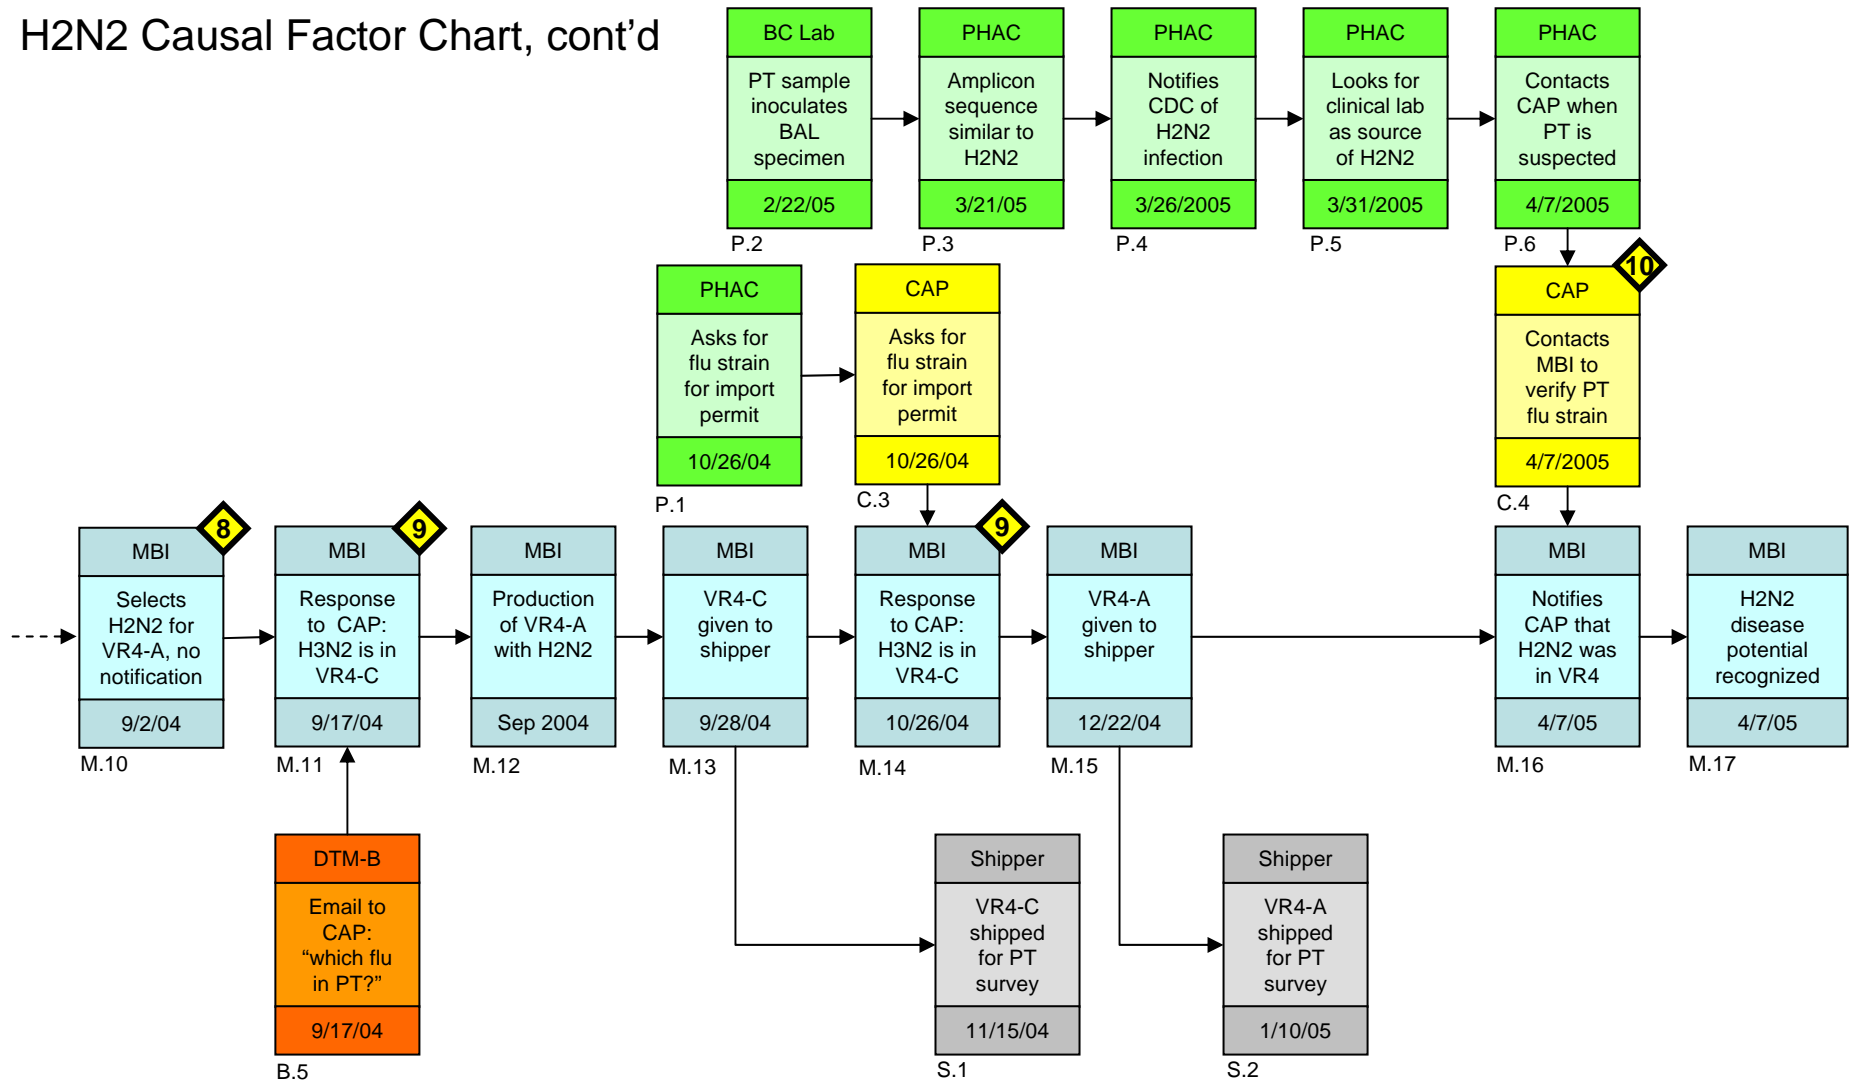 H2N2 Causal Factor Chart, cont’d
BC Lab
PT sample
inoculates
BAL
specimen
2/22/05
P.2
PHAC
Amplicon
sequence
similar to
H2N2
3/21/05
P.3
PHAC
Notifies
CDC of
H2N2
infection
3/26/2005
P.4
PHAC
Looks for
clinical lab
as source
of H2N2
3/31/2005
P.5
PHAC
Contacts
CAP when
PT is
suspected
4/7/2005
P.6
PHAC
Asks for
flu strain
for import
permit
10/26/04
P.1
CAP
Asks for
flu strain
for import
permit
10/26/04
C.3
10
CAP
Contacts
MBI to
verify PT
flu strain
4/7/2005
C.4
8
MBI
Selects
H2N2 for
VR4-A, no
notification
9/2/04
M.10
9
MBI
Response
to CAP:
H3N2 is in
VR4-C
9/17/04
M.11
MBI
Production
of VR4-A
with H2N2
Sep 2004
M.12
MBI
VR4-C
given to
shipper
9/28/04
M.13
9
MBI
Response
to CAP:
H3N2 is in
VR4-C
10/26/04
M.14
MBI
VR4-A
given to
shipper
12/22/04
M.15
MBI
Notifies
CAP that
H2N2 was
in VR4
4/7/05
M.16
MBI
H2N2
disease
potential
recognized
4/7/05
M.17
DTM-B
Email to
CAP:
“which flu
in PT?”
9/17/04
B.5
Shipper
VR4-C
shipped
for PT
survey
11/15/04
S.1
Shipper
VR4-A
shipped
for PT
survey
1/10/05
S.2